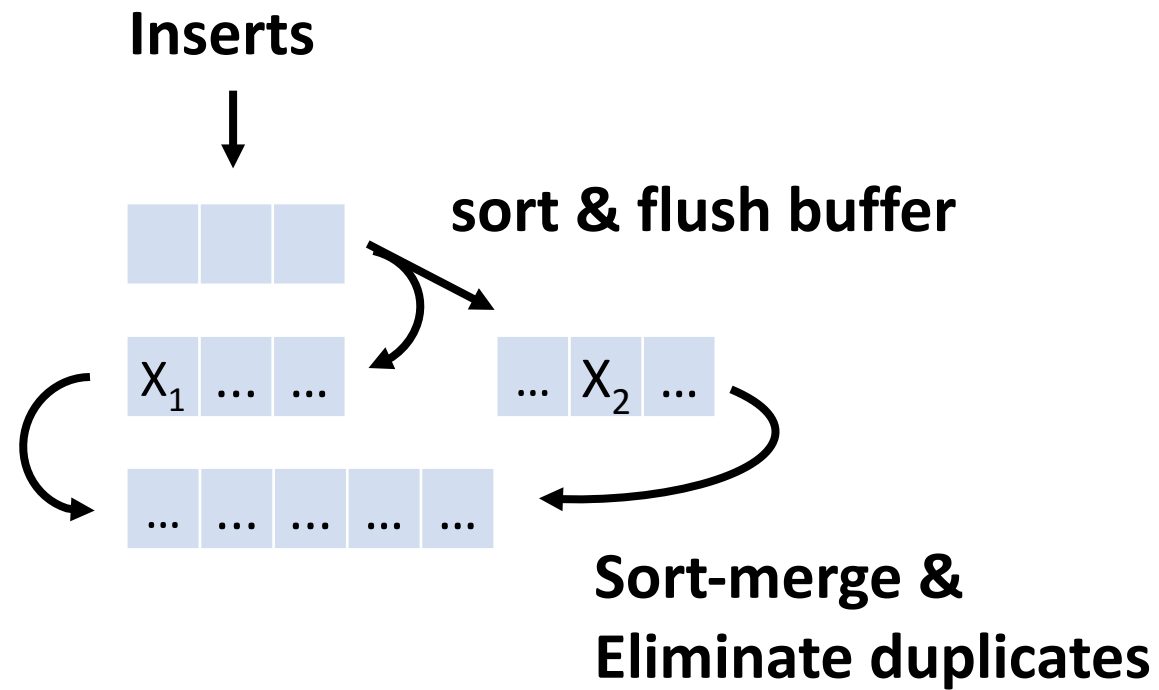 Inserts
sort & flush buffer
X₁ ... ...
... X₂ ...
... ... ... ... ...
Sort-merge &
Eliminate duplicates